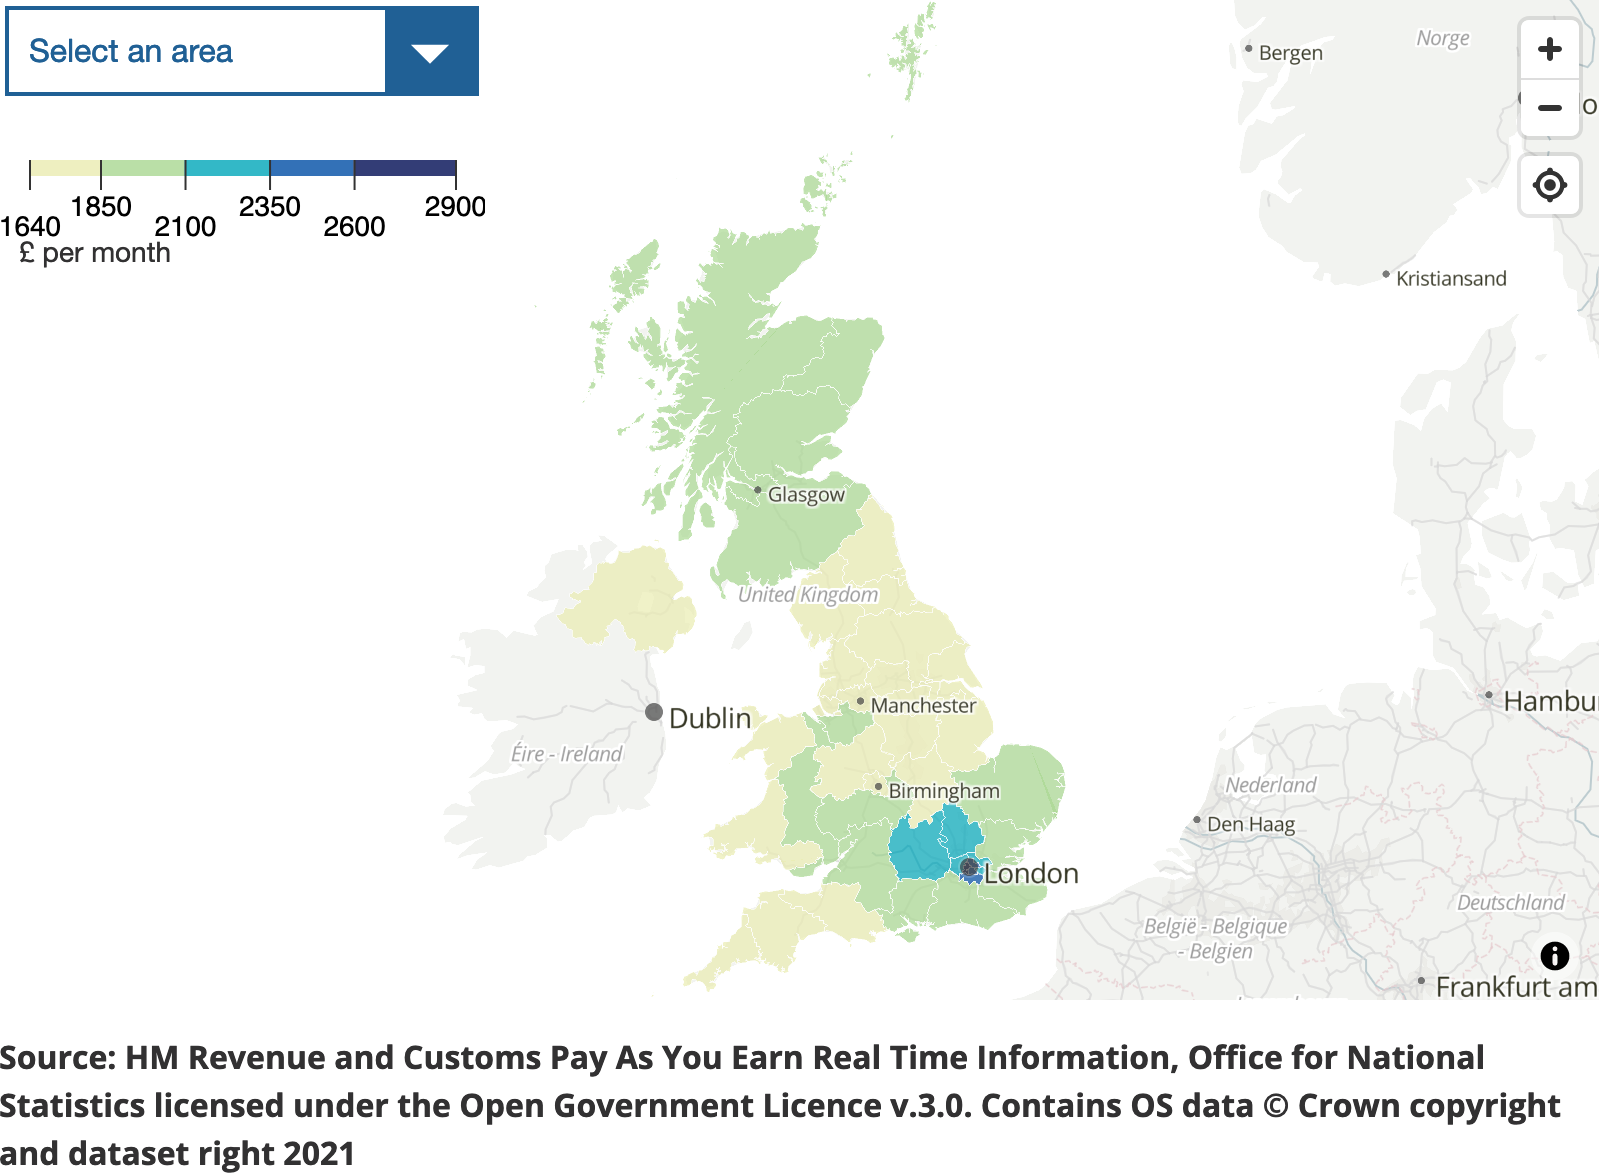 Select an area
1640 1850 2100 2350 2600 2900
£ per month
Bergen
Norge
Kristiansand
Glasgow
United Kingdom
Manchester
Dublin
Éire - Ireland
Birmingham
London
Hambu
Nederland
Den Haag
Deutschland
België - Belgique
- Belgien
Frankfurt am
Source: HM Revenue and Customs Pay As You Earn Real Time Information, Office for National
Statistics licensed under the Open Government Licence v.3.0. Contains OS data © Crown copyright
and dataset right 2021